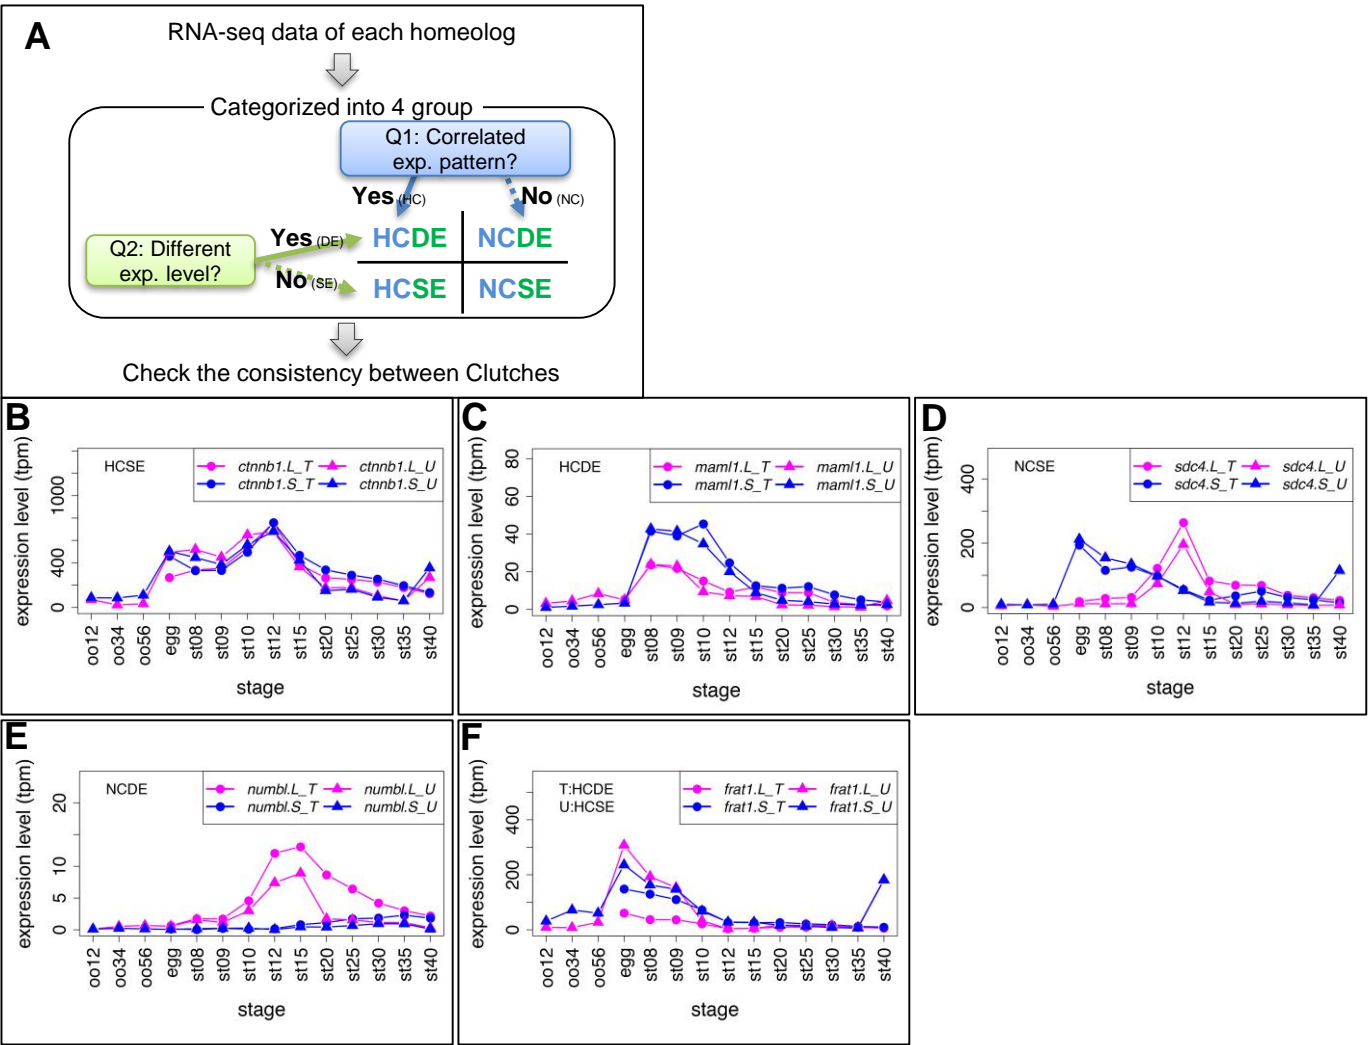 A
RNA-seq data of each homeolog
Categorized into 4 group
Q1: Correlated
exp. pattern?
Yes (HC)
No (NC)
Q2: Different
exp. level?
Yes (DE)
HCDE
NCDE
No (SE)
HCSE
NCSE
Check the consistency between Clutches
B
expression level (tpm)
1000
400
0
HCSE
ctnnb1.L_T
ctnnb1.L_U
ctnnb1.S_T
ctnnb1.S_U
oo12
oo34
oo56
egg
st08
st09
st10
st12
st15
st20
st25
st30
st35
st40
stage
C
expression level (tpm)
80
60
40
20
0
HCDE
maml1.L_T
maml1.L_U
maml1.S_T
maml1.S_U
oo12
oo34
oo56
egg
st08
st09
st10
st12
st15
st20
st25
st30
st35
st40
stage
D
expression level (tpm)
400
200
0
NCSE
sdc4.L_T
sdc4.L_U
sdc4.S_T
sdc4.S_U
oo12
oo34
oo56
egg
st08
st09
st10
st12
st15
st20
st25
st30
st35
st40
stage
E
expression level (tpm)
20
10
5
0
NCDE
numbl.L_T
numbl.L_U
numbl.S_T
numbl.S_U
oo12
oo34
oo56
egg
st08
st09
st10
st12
st15
st20
st25
st30
st35
st40
stage
F
expression level (tpm)
400
200
0
T:HCDE
U:HCSE
frat1.L_T
frat1.L_U
frat1.S_T
frat1.S_U
oo12
oo34
oo56
egg
st08
st09
st10
st12
st15
st20
st25
st30
st35
st40
stage